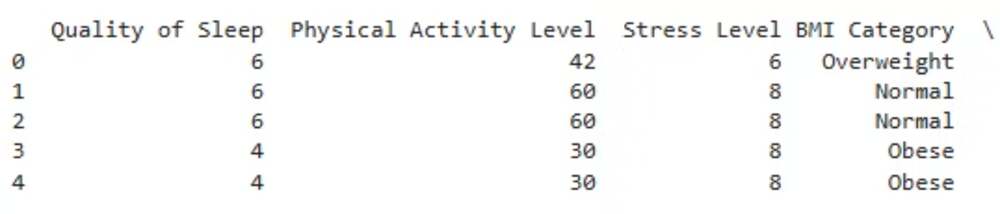 Quality of Sleep Physical Activity Level Stress Level BMI Category \
0 6 42 6 Overweight
1 6 60 8 Normal
2 6 60 8 Normal
3 4 30 8 Obese
4 4 30 8 Obese